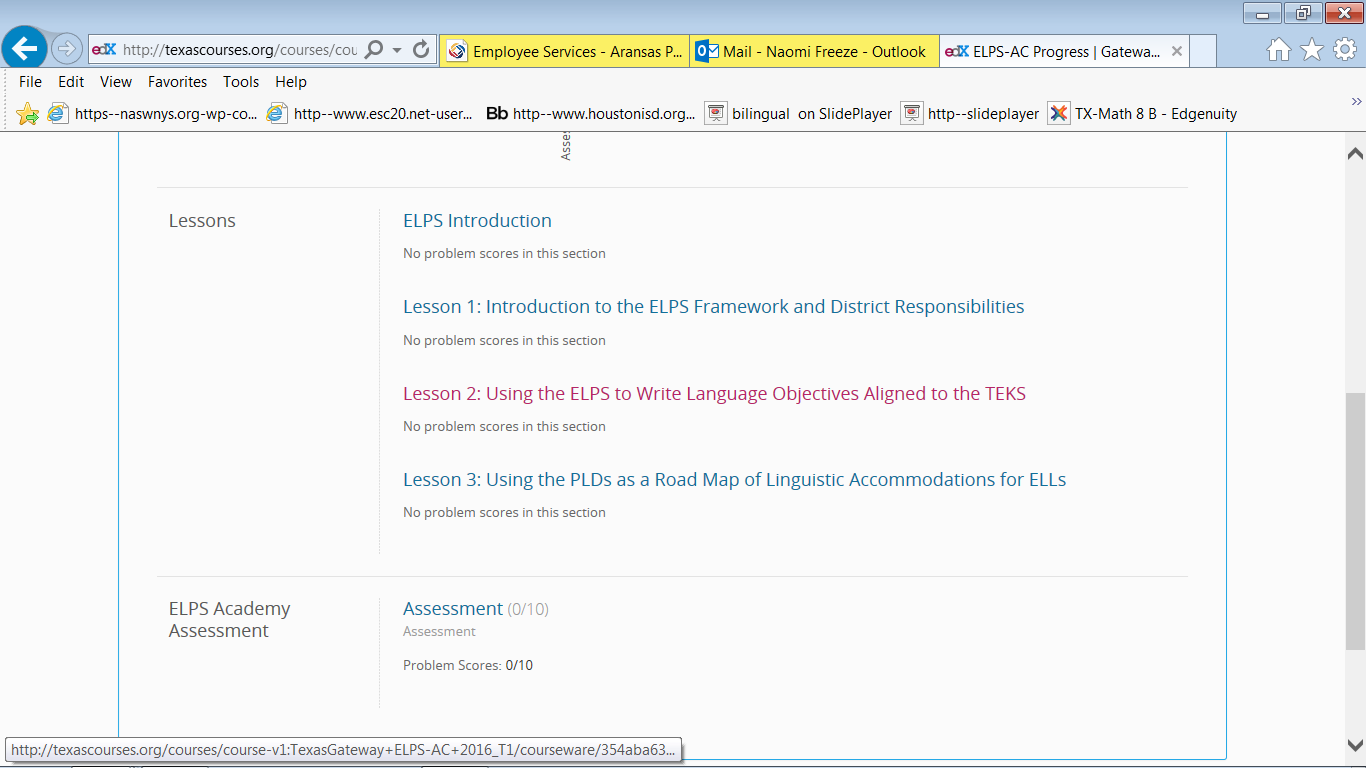 edX http://texascourses.org/courses/cou
Employee Services - Aransas P...
Mail - Naomi Freeze - Outlook
edX ELPS-AC Progress | Gatewa...
File Edit View Favorites Tools Help
https--naswnys.org-wp-co...
http--www.esc20.net-user...
Bb http--www.houstonisd.org...
bilingual on SlidePlayer
http--slideplayer
TX-Math 8 B - Edgenuity
Asses
Lessons
ELPS Introduction
No problem scores in this section
Lesson 1: Introduction to the ELPS Framework and District Responsibilities
No problem scores in this section
Lesson 2: Using the ELPS to Write Language Objectives Aligned to the TEKS
No problem scores in this section
Lesson 3: Using the PLDs as a Road Map of Linguistic Accommodations for ELLs
No problem scores in this section
ELPS Academy
Assessment
Assessment (0/10)
Assessment
Problem Scores: 0/10
http://texascourses.org/courses/course-v1:TexasGateway+ELPS-AC+2016_T1/courseware/354aba63...